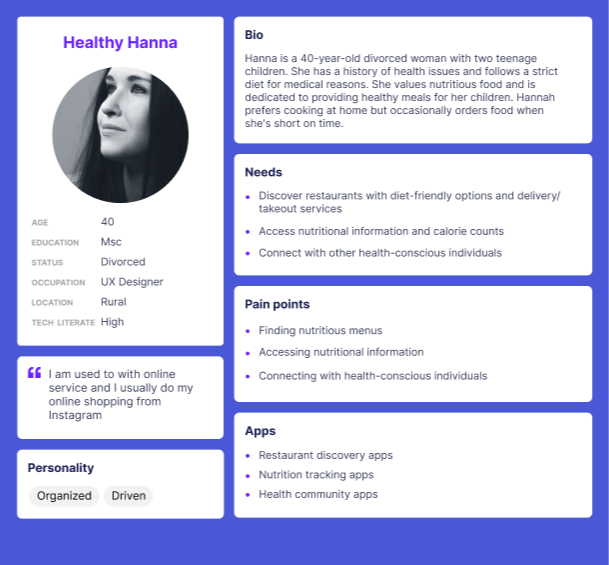 Healthy Hanna
AGE 40
EDUCATION Msc
STATUS Divorced
OCCUPATION UX Designer
LOCATION Rural
TECH LITERATE High
I am used to with online
service and I usually do my
online shopping from
Instagram
Personality
Organized Driven
Bio
Hanna is a 40-year-old divorced woman with two teenage
children. She has a history of health issues and follows a strict
diet for medical reasons. She values nutritious food and is
dedicated to providing healthy meals for her children. Hannah
prefers cooking at home but occasionally orders food when
she's short on time.
Needs
• Discover restaurants with diet-friendly options and delivery/
takeout services
• Access nutritional information and calorie counts
• Connect with other health-conscious individuals
Pain points
• Finding nutritious menus
• Accessing nutritional information
• Connecting with health-conscious individuals
Apps
• Restaurant discovery apps
• Nutrition tracking apps
• Health community apps